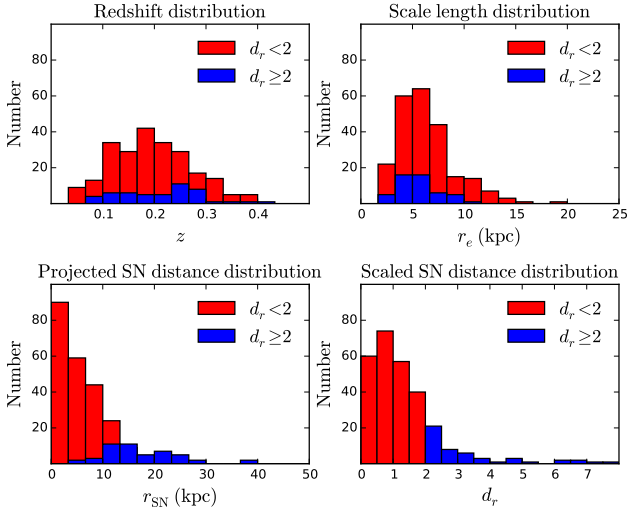 Redshift distribution
Number
80
60
40
20
0.1 0.2 0.3 0.4
z
d_r<2
d_r≥2
Scale length distribution
Number
80
60
40
20
0 5 10 15 20 25
r_e (kpc)
d_r<2
d_r≥2
Projected SN distance distribution
Number
80
60
40
20
0 10 20 30 40 50
r_SN (kpc)
d_r<2
d_r≥2
Scaled SN distance distribution
Number
80
60
40
20
0 1 2 3 4 5 6 7
d_r
d_r<2
d_r≥2